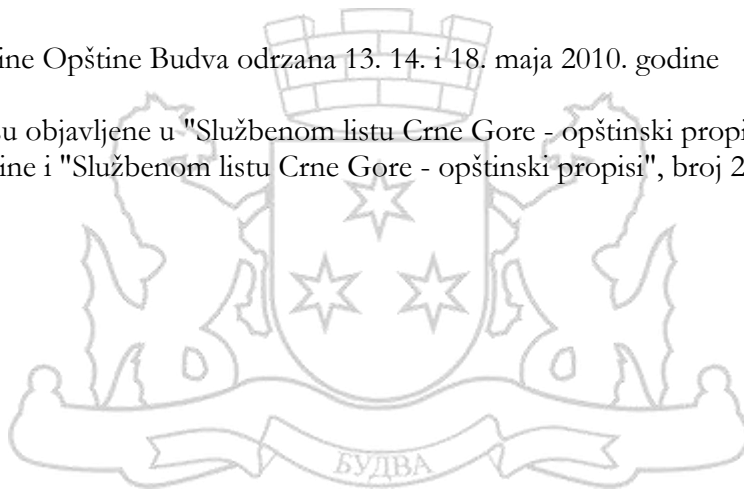 ine Opštine Budva odrzana 13. 14. i 18. maja 2010. godine
su objavljene u "Službenom listu Crne Gore - opštinski propi
ine i "Službenom listu Crne Gore - opštinski propisi", broj 2
БУДВА